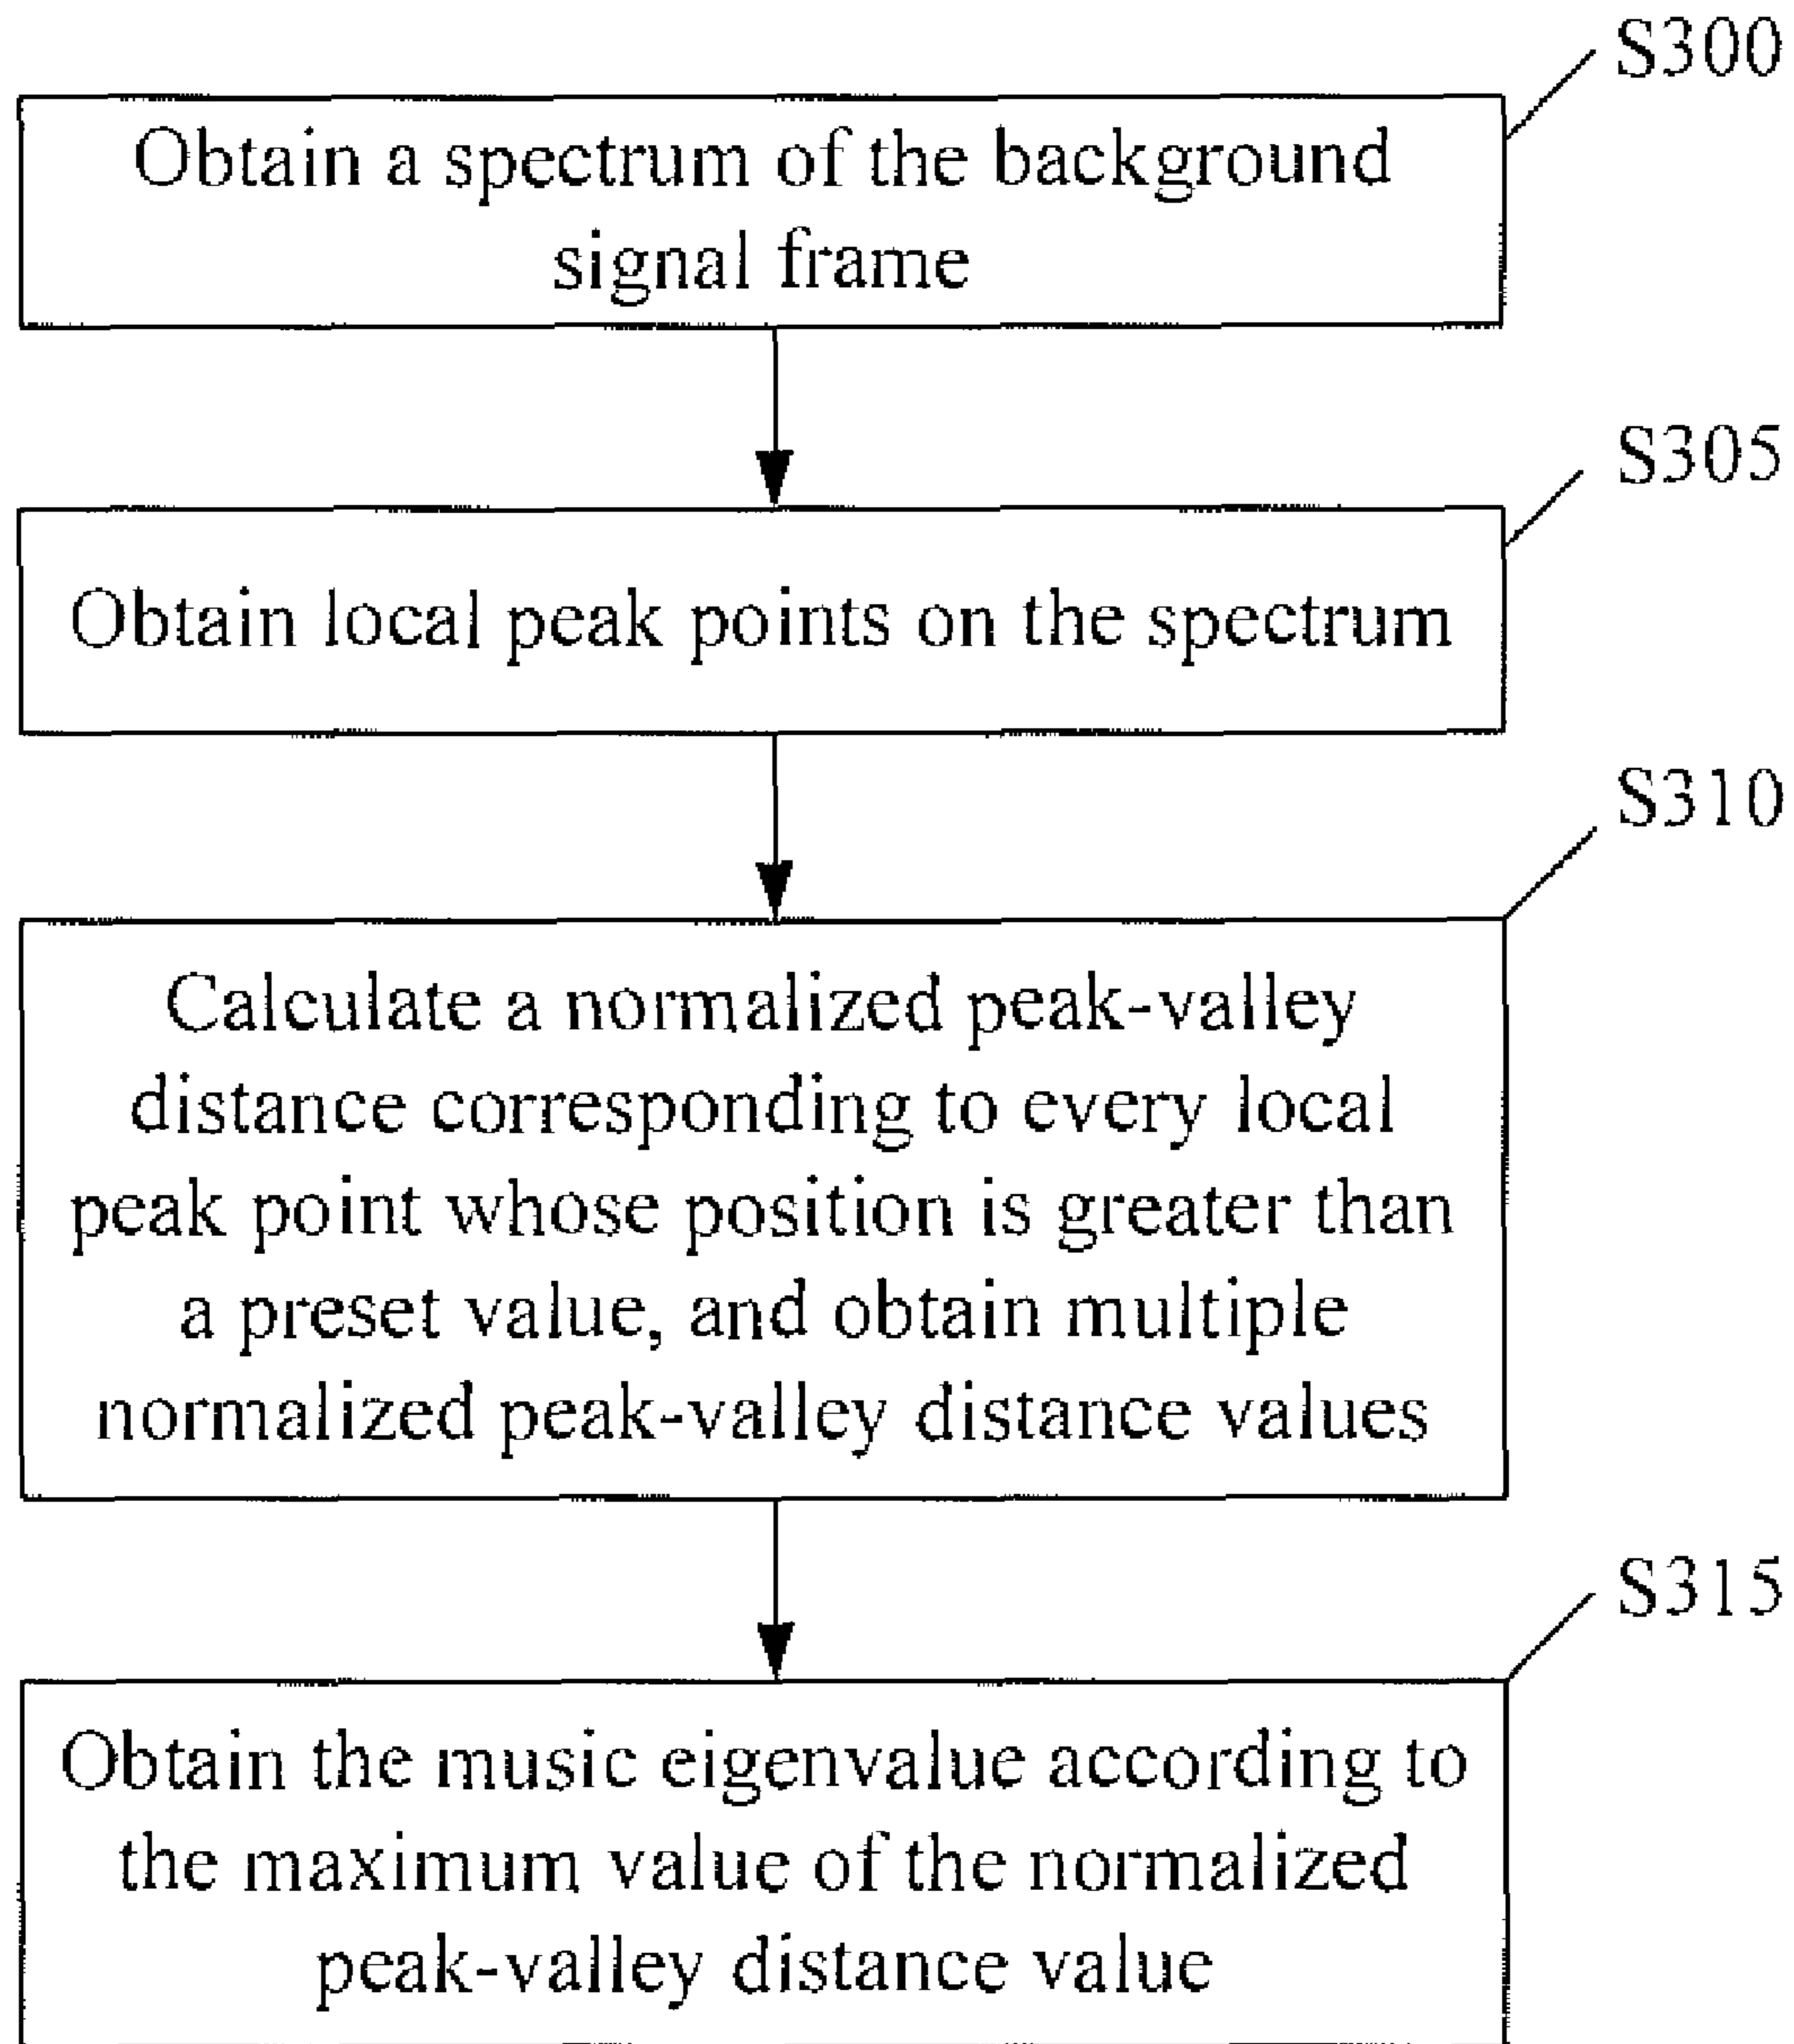 S300
Obtain a spectrum of the background
signal frame
S305
Obtain local peak points on the spectrum
S310
Calculate a normalized peak-valley
distance corresponding to every local
peak point whose position is greater than
a preset value, and obtain multiple
normalized peak-valley distance values
S315
Obtain the music eigenvalue according to
the maximum value of the normalized
peak-valley distance value